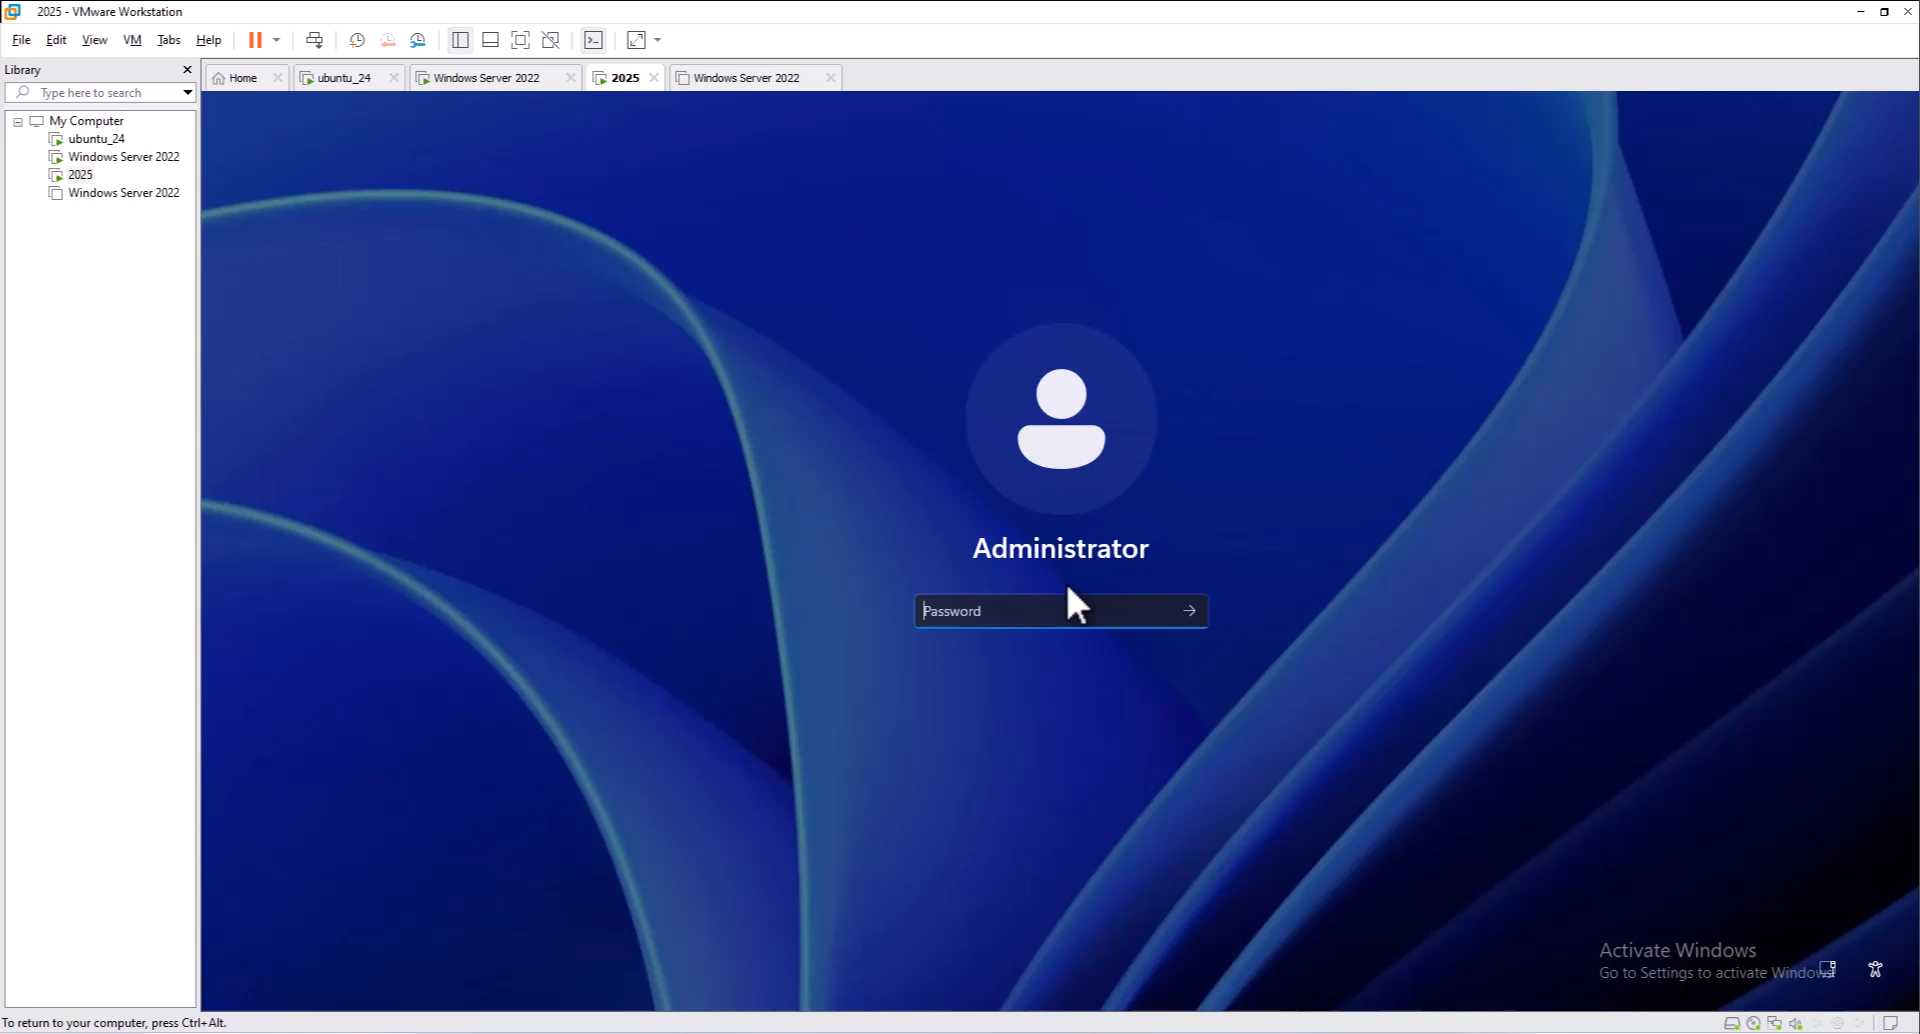 2025 - VMware Workstation
File Edit View VM Tabs Help
Library
Home
ubuntu_24
Windows Server 2022
2025
Windows Server 2022
Type here to search
My Computer
ubuntu_24
Windows Server 2022
2025
Windows Server 2022
Administrator
Password
Activate Windows
Go to Settings to activate Windows.
To return to your computer, press Ctrl+Alt.